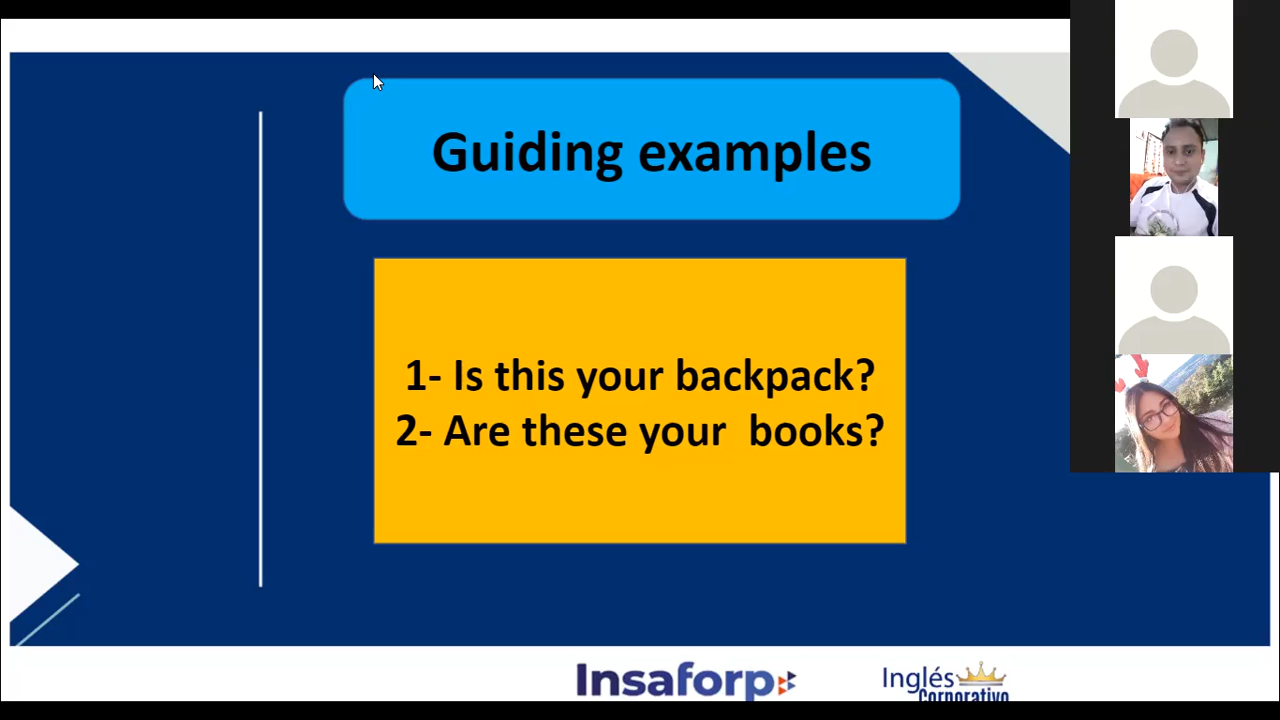 Guiding examples
1- Is this your backpack?
2- Are these your  books?
Insaforp
Inglés
Corporativo